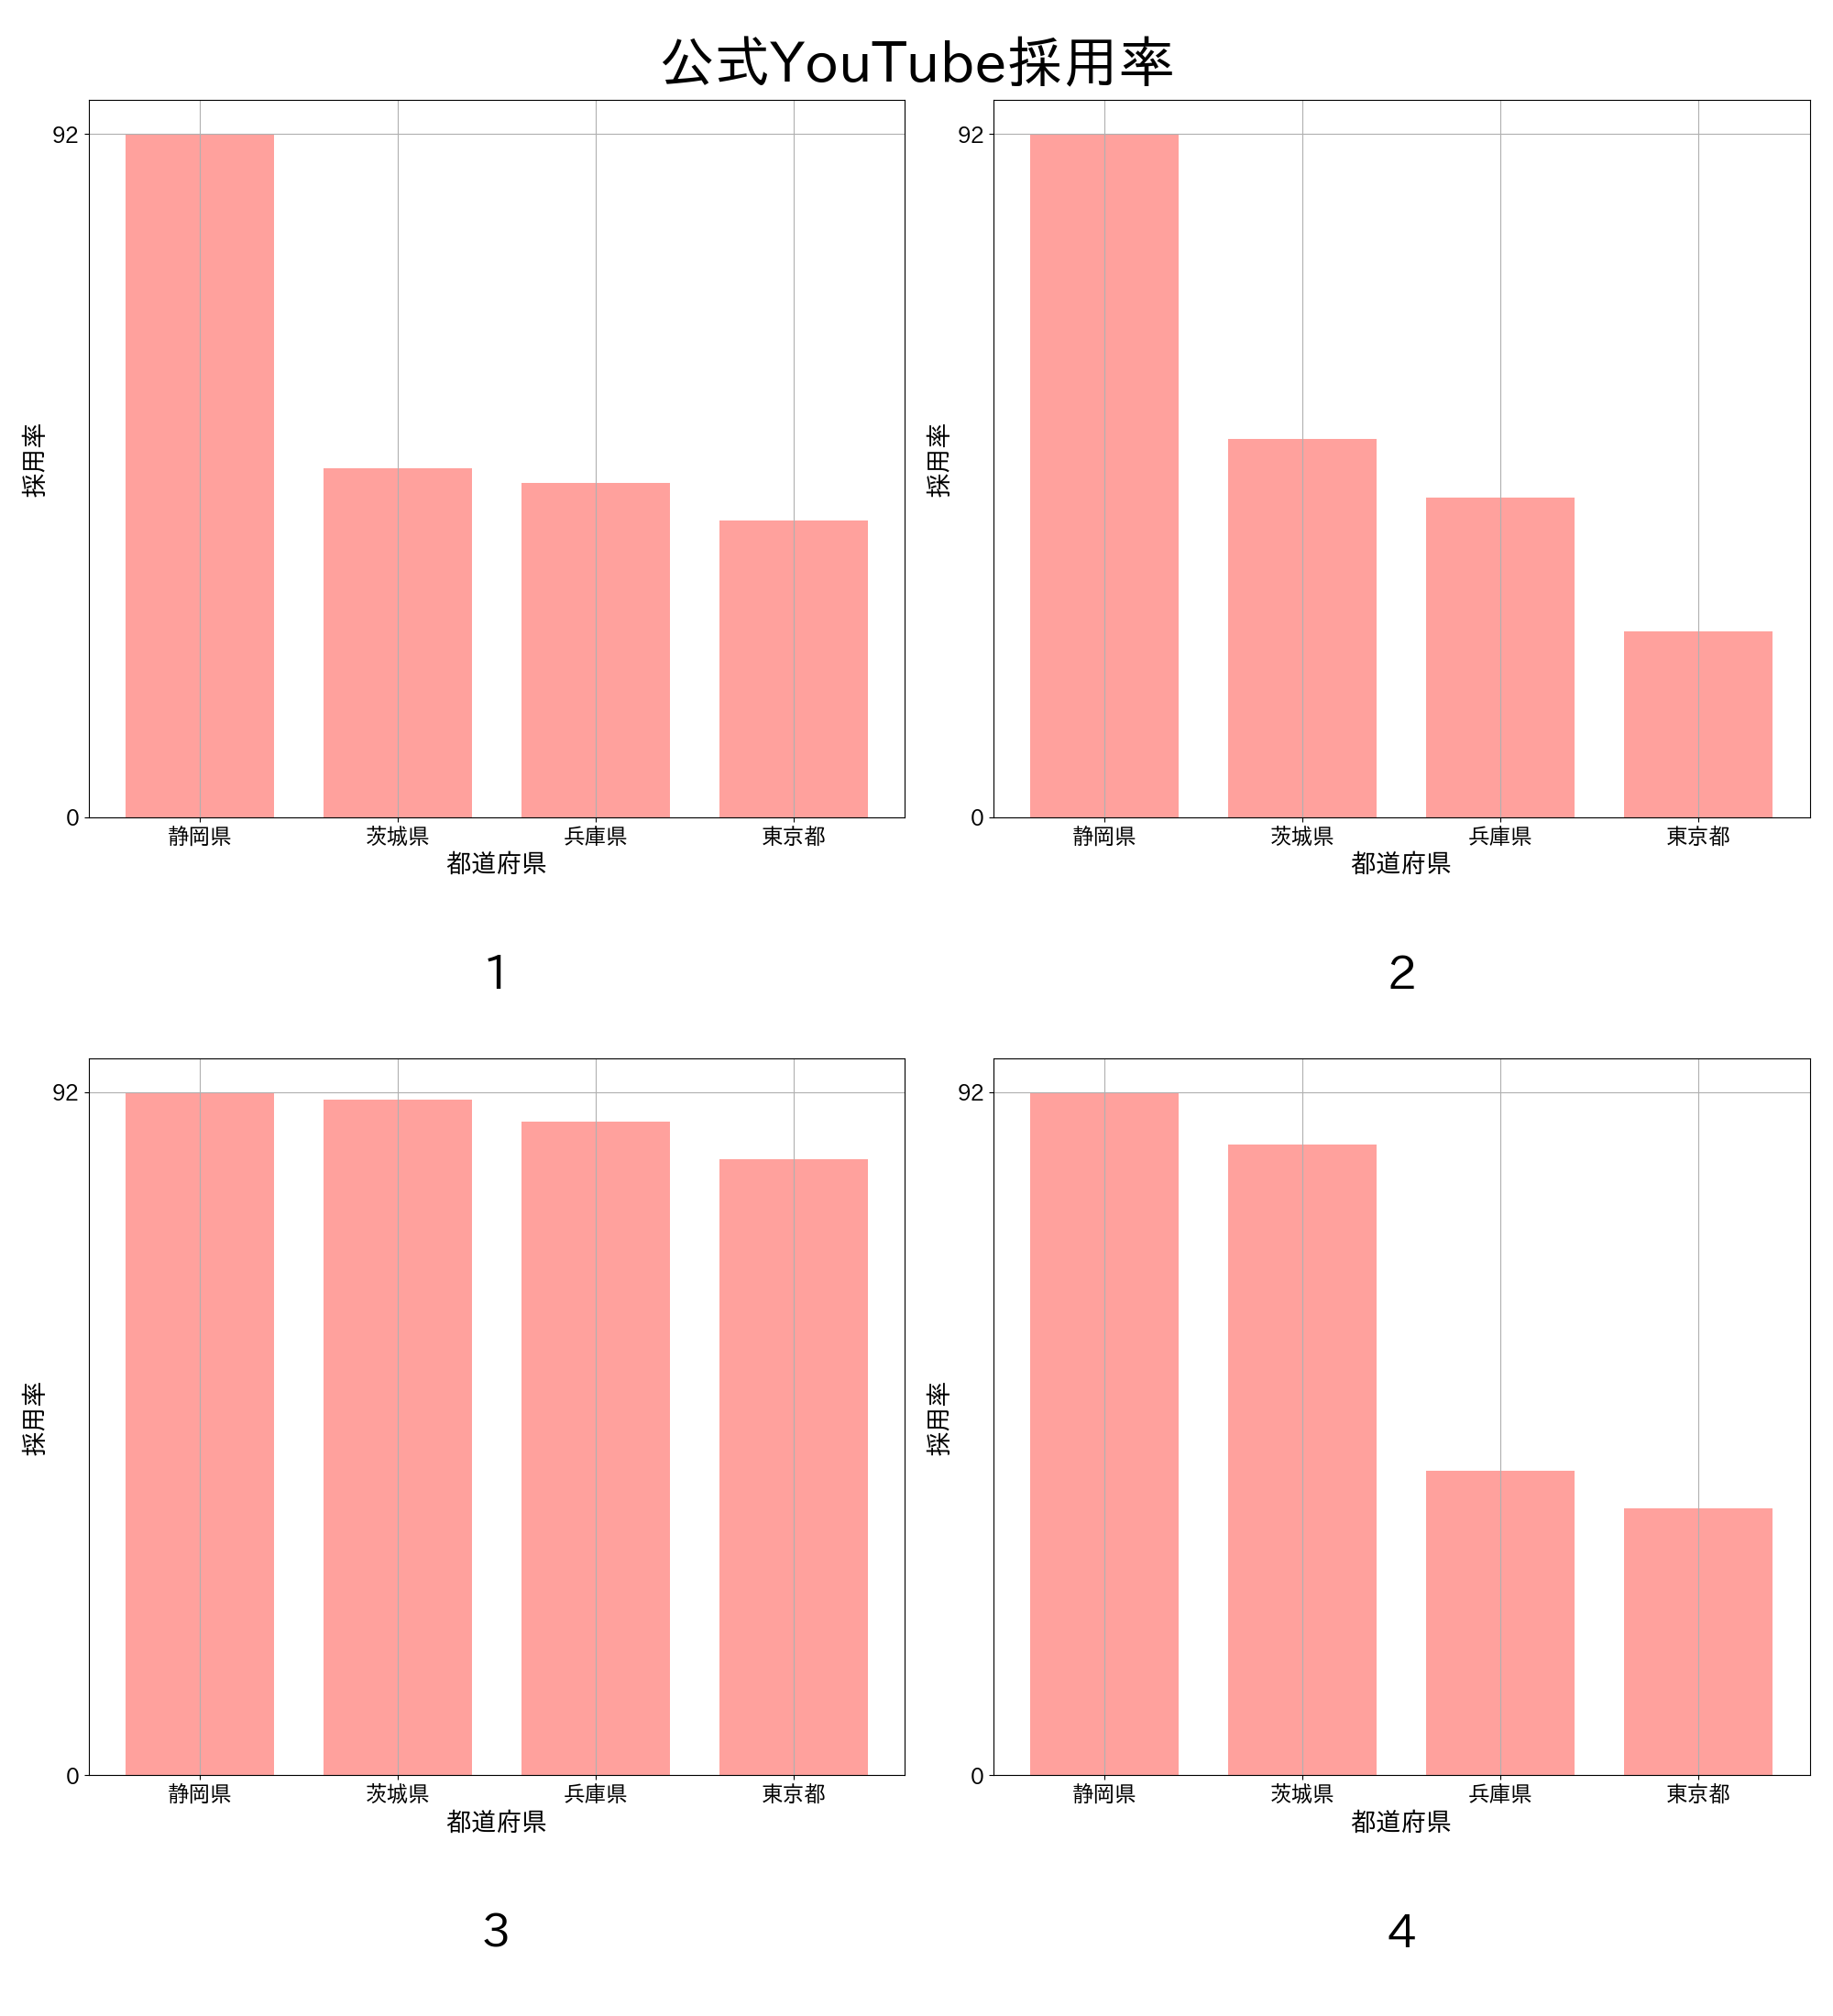 公式YouTube採用率
92
0
採用率
静岡県 茨城県 兵庫県 東京都
都道府県
1
92
0
採用率
静岡県 茨城県 兵庫県 東京都
都道府県
2
92
0
採用率
静岡県 茨城県 兵庫県 東京都
都道府県
3
92
0
採用率
静岡県 茨城県 兵庫県 東京都
都道府県
4